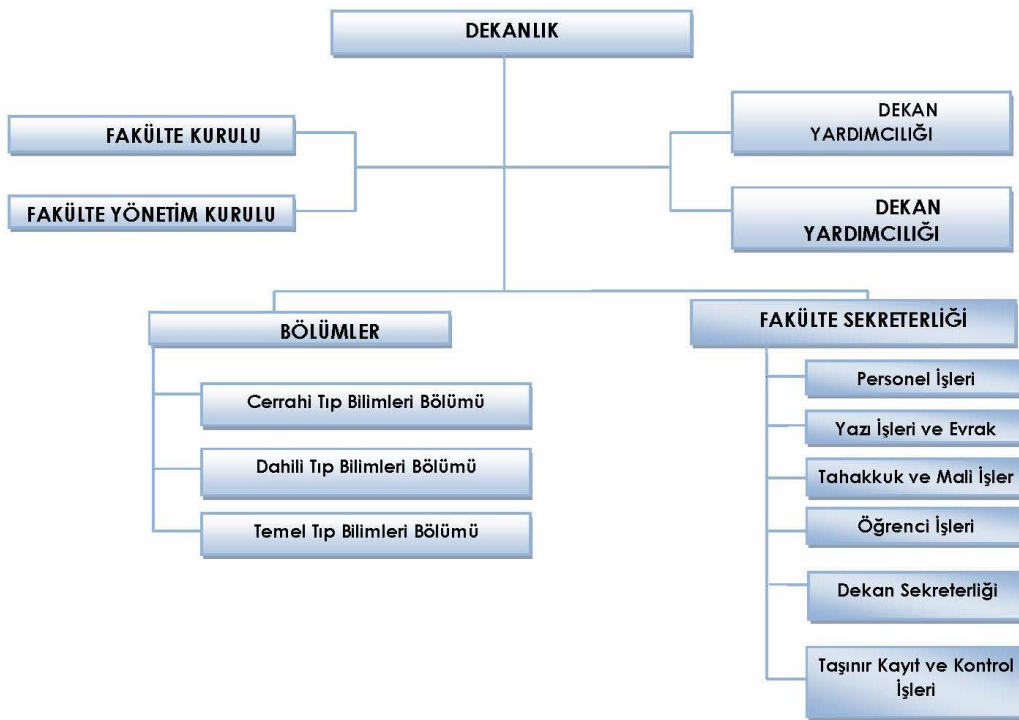 DEKANLIK
FAKÜLTE KURULU
FAKÜLTE YÖNETİM KURULU
DEKAN
YARDIMCILIĞI
DEKAN
YARDIMCILIĞI
BÖLÜMLER
Cerrahi Tıp Bilimleri Bölümü
Dahili Tıp Bilimleri Bölümü
Temel Tıp Bilimleri Bölümü
FAKÜLTE SEKRETERLİĞİ
Personel İşleri
Yazı İşleri ve Evrak
Tahakkuk ve Mali İşler
Öğrenci İşleri
Dekan Sekreterliği
Taşınır Kayıt ve Kontrol
İşleri